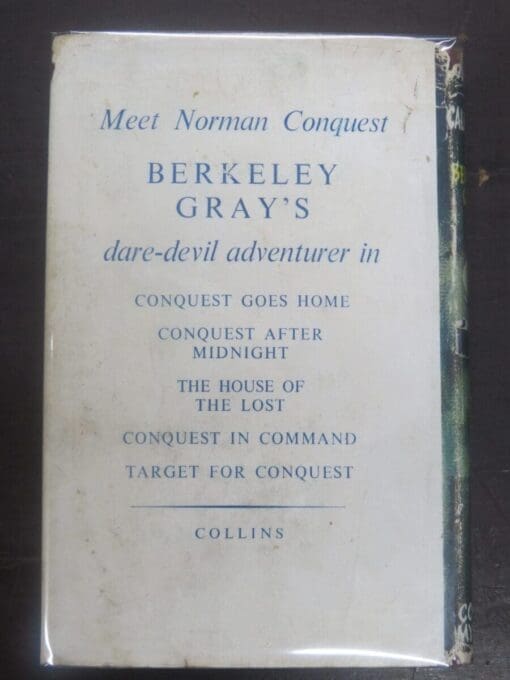 Meet Norman Conquest
BERKELEY
GRAY'S
dare-devil adventurer in
CONQUEST GOES HOME
CONQUEST AFTER
MIDNIGHT
THE HOUSE OF
THE LOST
CONQUEST IN COMMAND
TARGET FOR CONQUEST
COLLINS